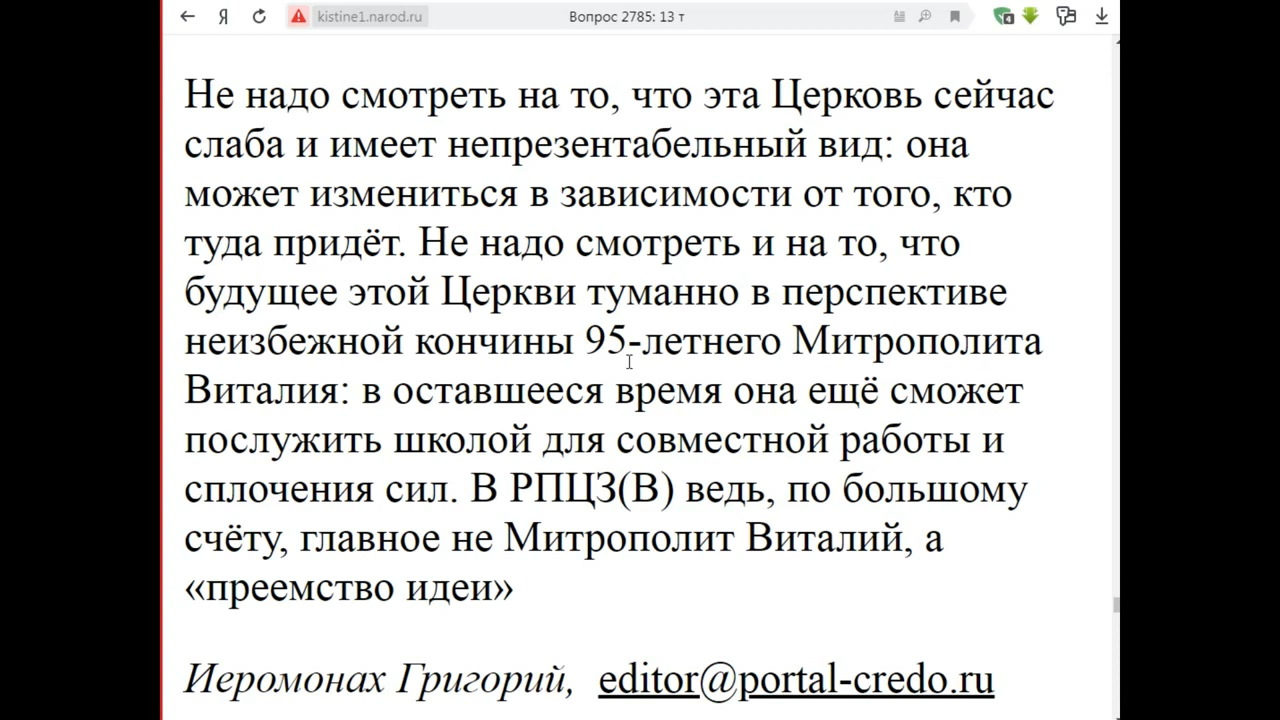 kistine1.narod.ru
Вопрос 2785: 13 т
Не надо смотреть на то, что эта Церковь сейчас
слаба и имеет непрезентабельный вид: она
может измениться в зависимости от того, кто
туда придёт. Не надо смотреть и на то, что
будущее этой Церкви туманно в перспективе
неизбежной кончины 95-летнего Митрополита
Виталия: в оставшееся время она ещё сможет
послужить школой для совместной работы и
сплочения сил. В РПЦЗ(В) ведь, по большому
счёту, главное не Митрополит Виталий, а
«преемство идеи»
Иеромонах Григорий, editor@portal-credo.ru